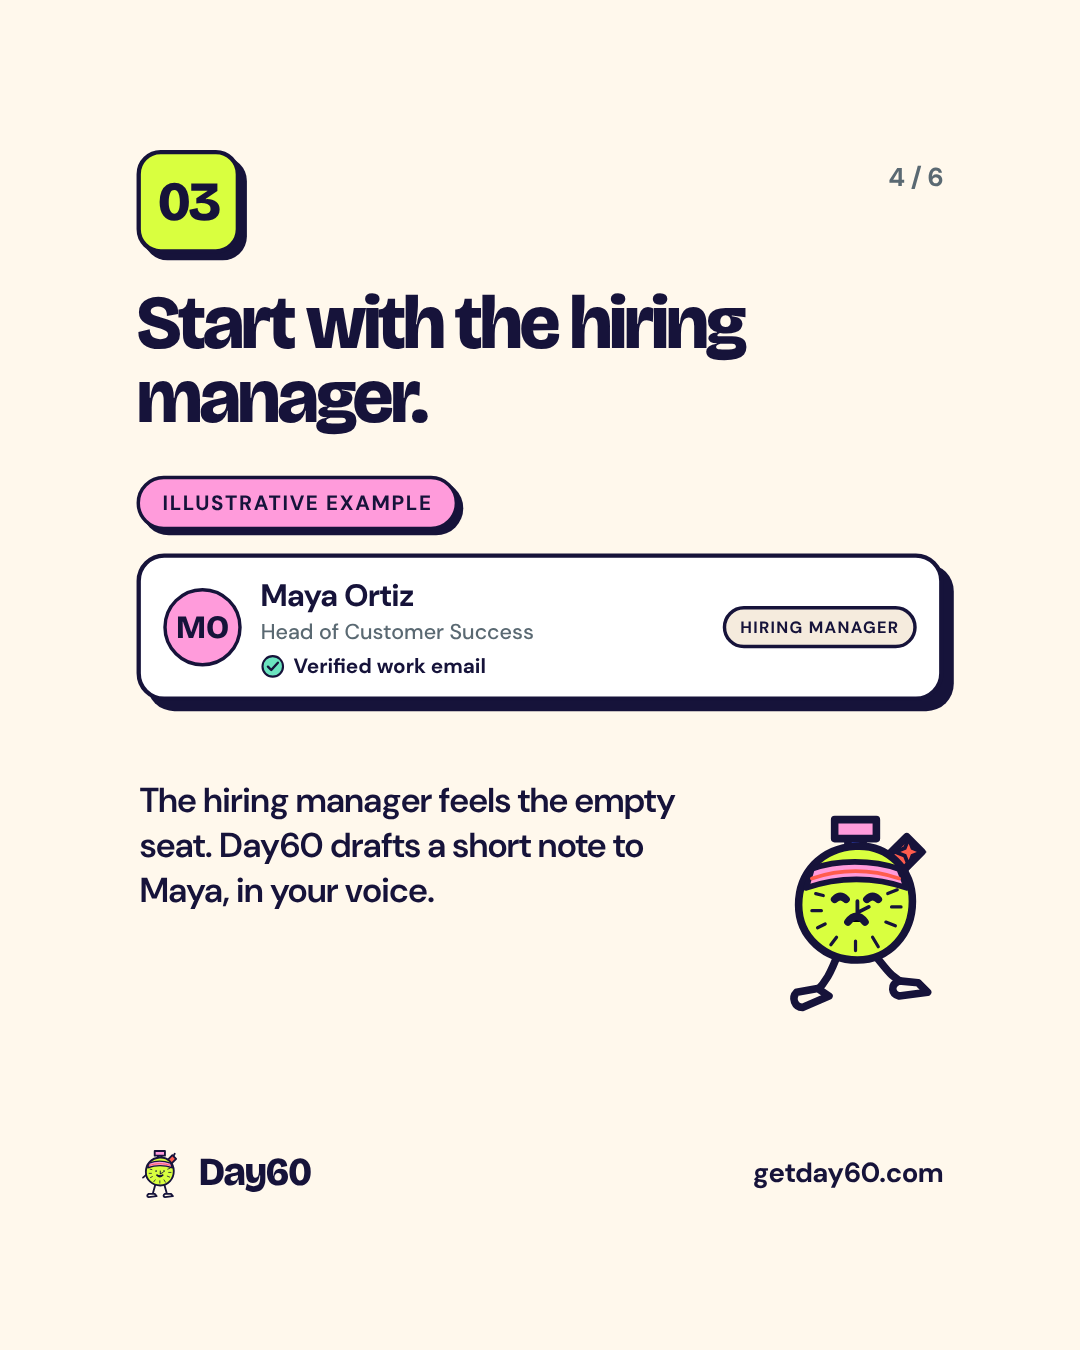 03
4 / 6
Start with the hiring
manager.
ILLUSTRATIVE EXAMPLE
MO
Maya Ortiz
Head of Customer Success
Verified work email
HIRING MANAGER
The hiring manager feels the empty
seat. Day60 drafts a short note to
Maya, in your voice.
Day60
getday60.com